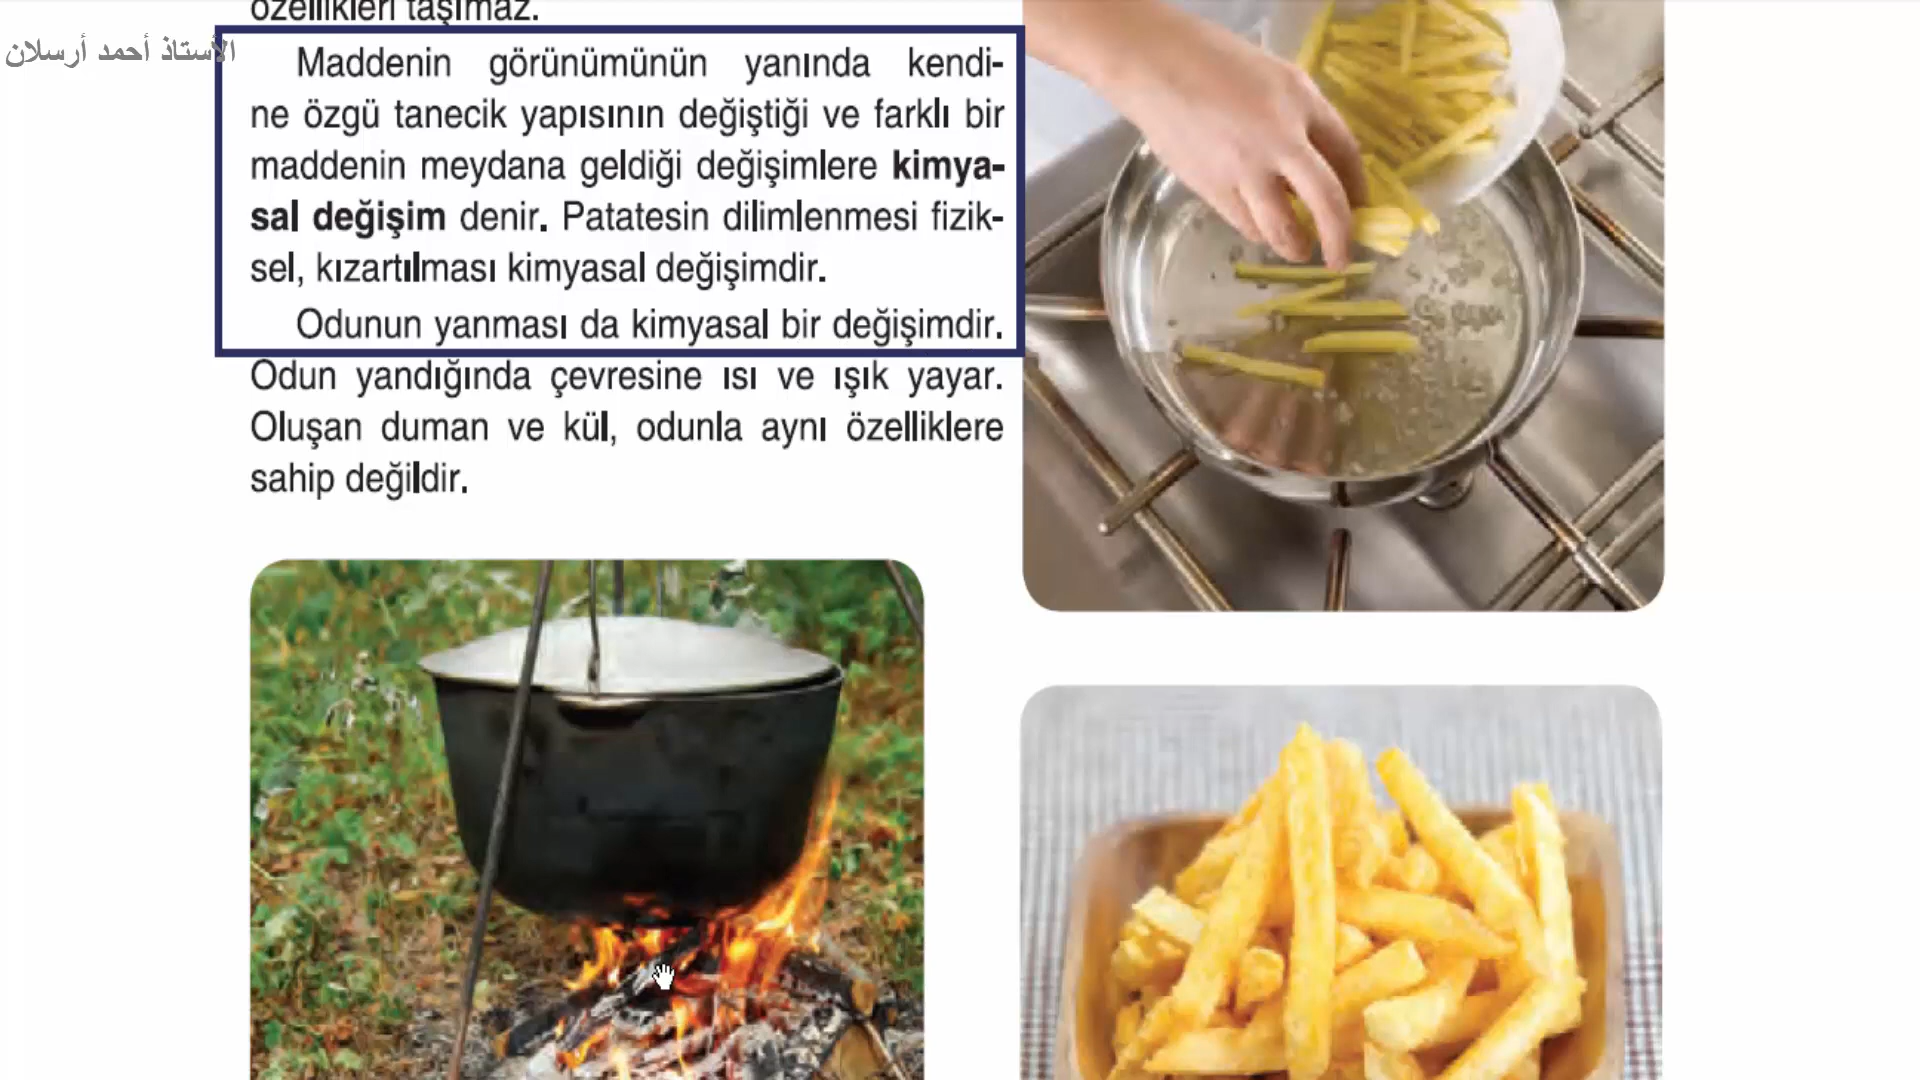 özellikleri taşımaz.
الأستاذ أحمد أرسلان
Maddenin görünümünün yanında kendi-
ne özgü tanecik yapısının değiştiği ve farklı bir
maddenin meydana geldiği değişimlere kimya-
sal değişim denir. Patatesin dilimlenmesi fizik-
sel, kızartılması kimyasal değişimdir.
Odunun yanması da kimyasal bir değişimdir.
Odun yandığında çevresine ısı ve ışık yayar.
Oluşan duman ve kül, odunla aynı özelliklere
sahip değildir.